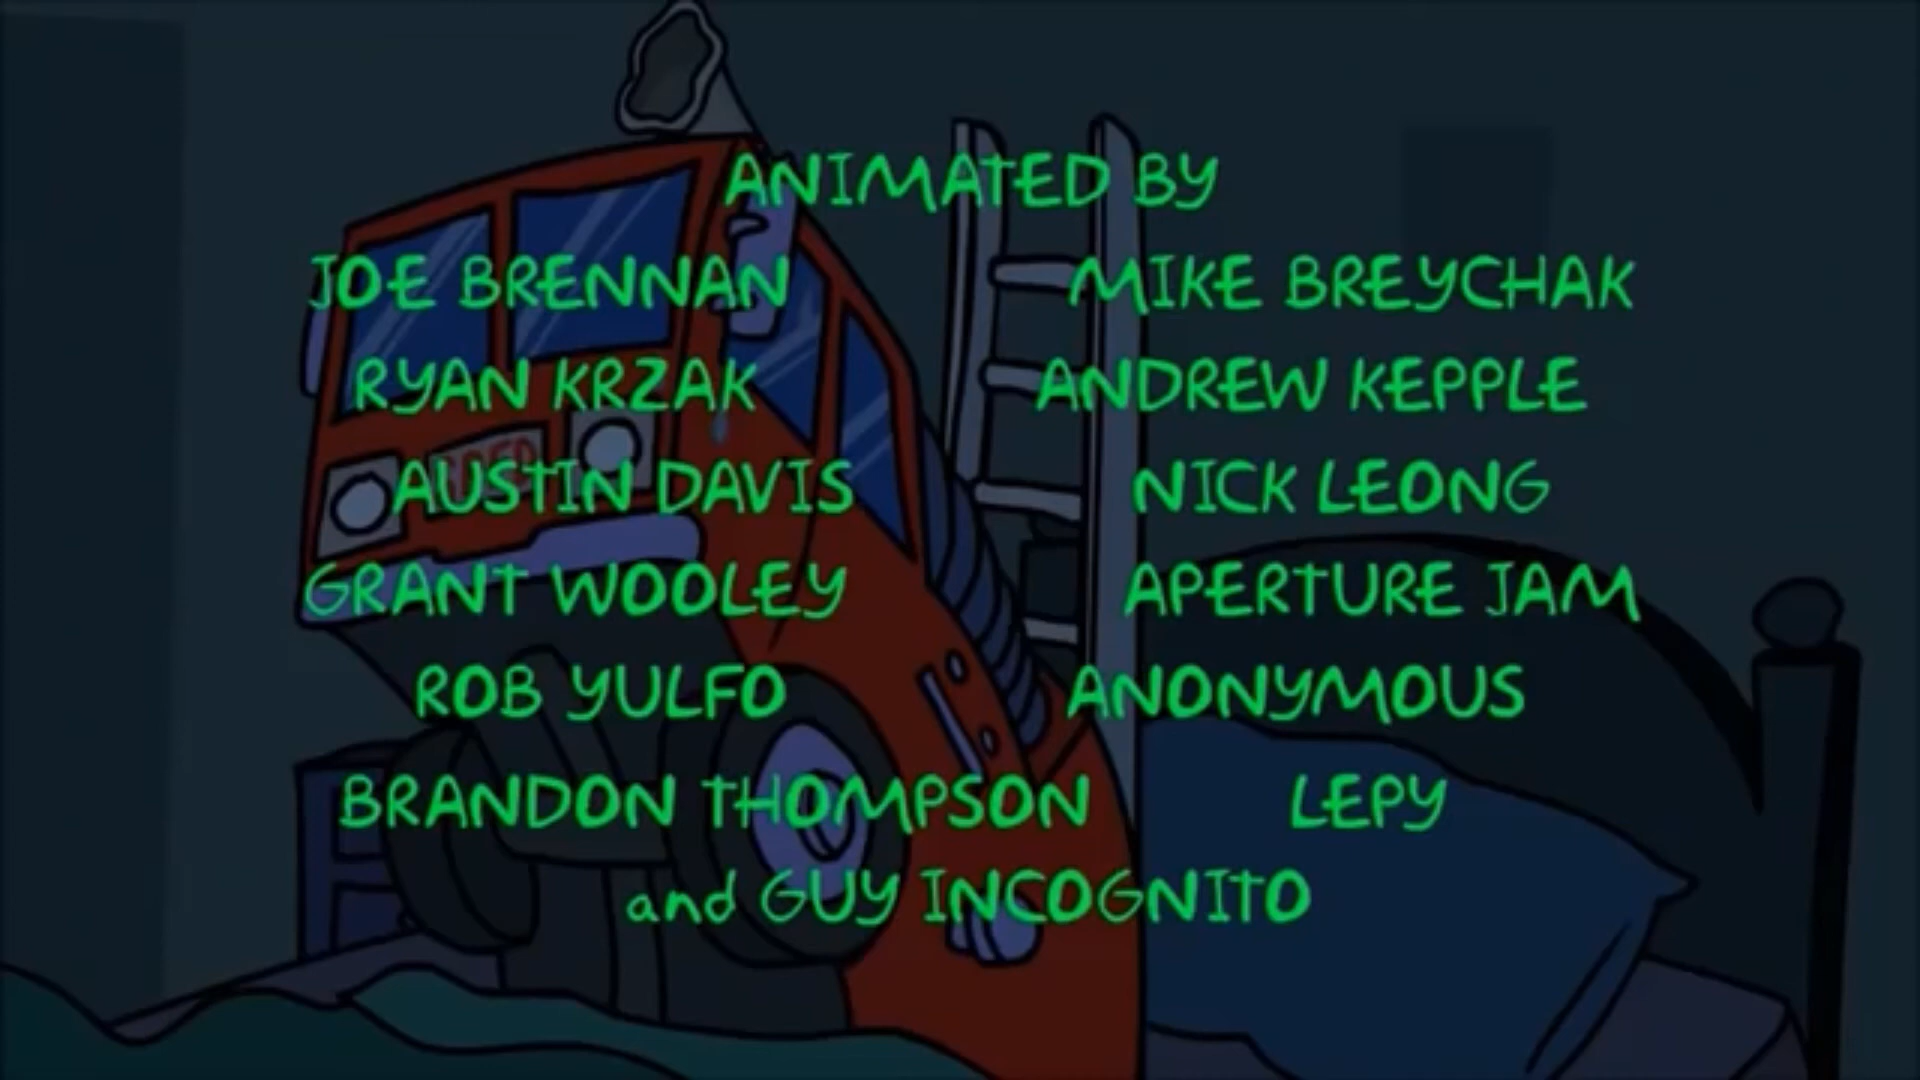 ANIMATED BY
JOE BRENNAN MIKE BREYCHAK
RYAN KRZAK ANDREW KEPPLE
AUSTIN DAVIS NICK LEONG
GRANT WOOLEY APERTURE JAM
ROB YULFO ANONYMOUS
BRANDON THOMPSON LEPY
and GUY INCOGNITO